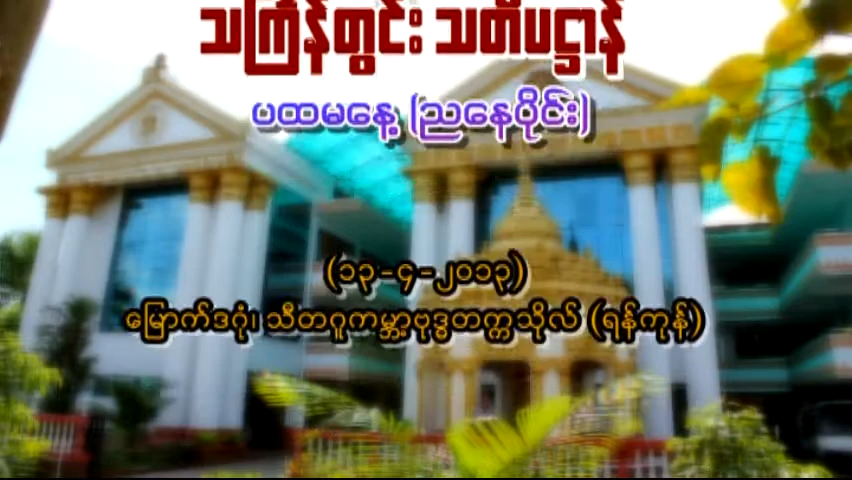 သင်္ကြန်တွင်း သတိပဋ္ဌာန်
ပထမနေ့ (ညနေပိုင်း)
(၁၃-၄-၂၀၁၃)
မြောက်ဒဂုံ၊ သီတဂူကမ္ဘာ့ဗုဒ္ဓတက္ကသိုလ် (ရန်ကုန်)